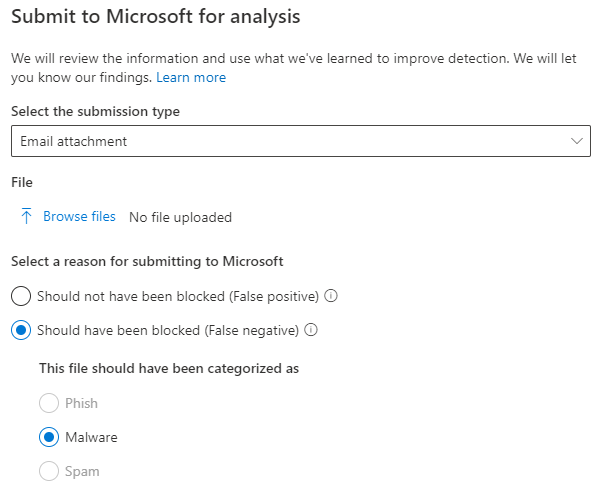 Submit to Microsoft for analysis
We will review the information and use what we've learned to improve detection. We will let
you know our findings. Learn more
Select the submission type
Email attachment
File
Browse files No file uploaded
Select a reason for submitting to Microsoft
Should not have been blocked (False positive)
Should have been blocked (False negative)
This file should have been categorized as
Phish
Malware
Spam